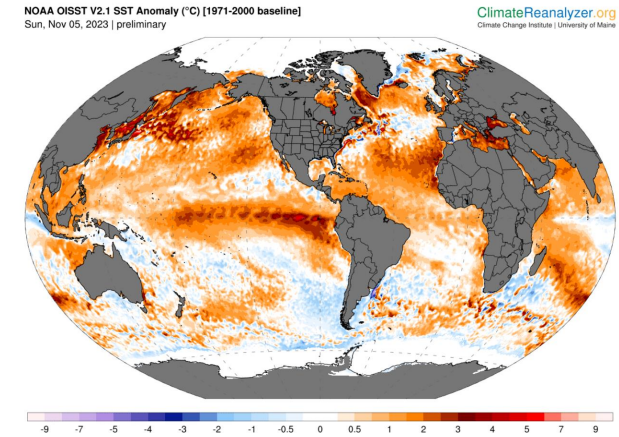 NOAA OISST V2.1 SST Anomaly (°C) [1971-2000 baseline]
ClimateReanalyzer.org
Sun, Nov 05, 2023 | preliminary
Climate Change Institute | University of Maine
-9 -7 -5 -4 -3 -2 -1 -0.5 0 0.5 1 2 3 4 5 7 9